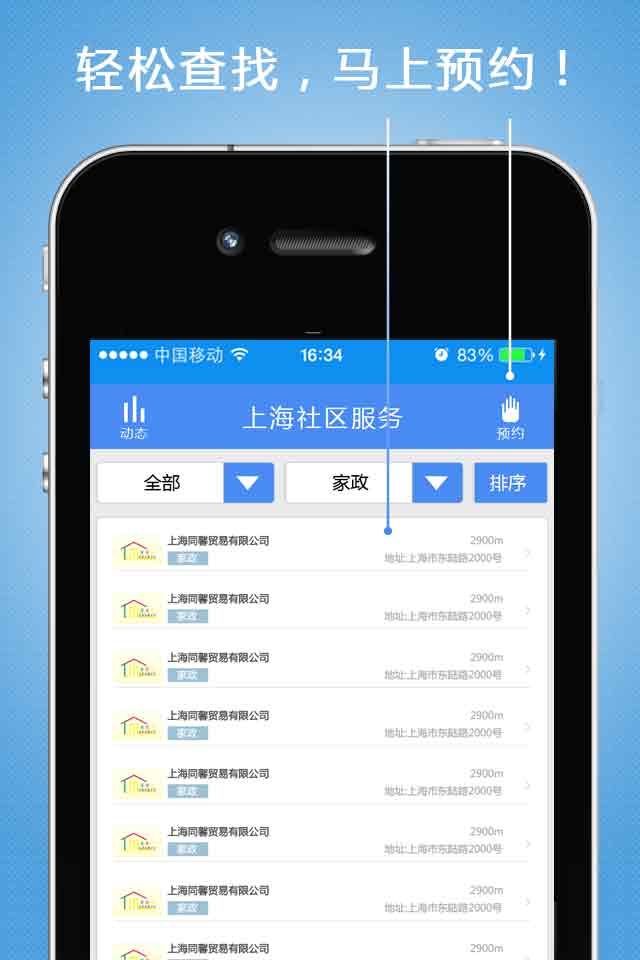 轻松查找，马上预约！
中国移动 16:34 83%
动态 上海社区服务 预约
全部 家政 排序
上海同馨贸易有限公司 2900m
家政 地址:上海市东陆路2000号
上海同馨贸易有限公司 2900m
家政 地址:上海市东陆路2000号
上海同馨贸易有限公司 2900m
家政 地址:上海市东陆路2000号
上海同馨贸易有限公司 2900m
家政 地址:上海市东陆路2000号
上海同馨贸易有限公司 2900m
家政 地址:上海市东陆路2000号
上海同馨贸易有限公司 2900m
家政 地址:上海市东陆路2000号
上海同馨贸易有限公司 2900m
家政 地址:上海市东陆路2000号
上海同馨贸易有限公司 2900m